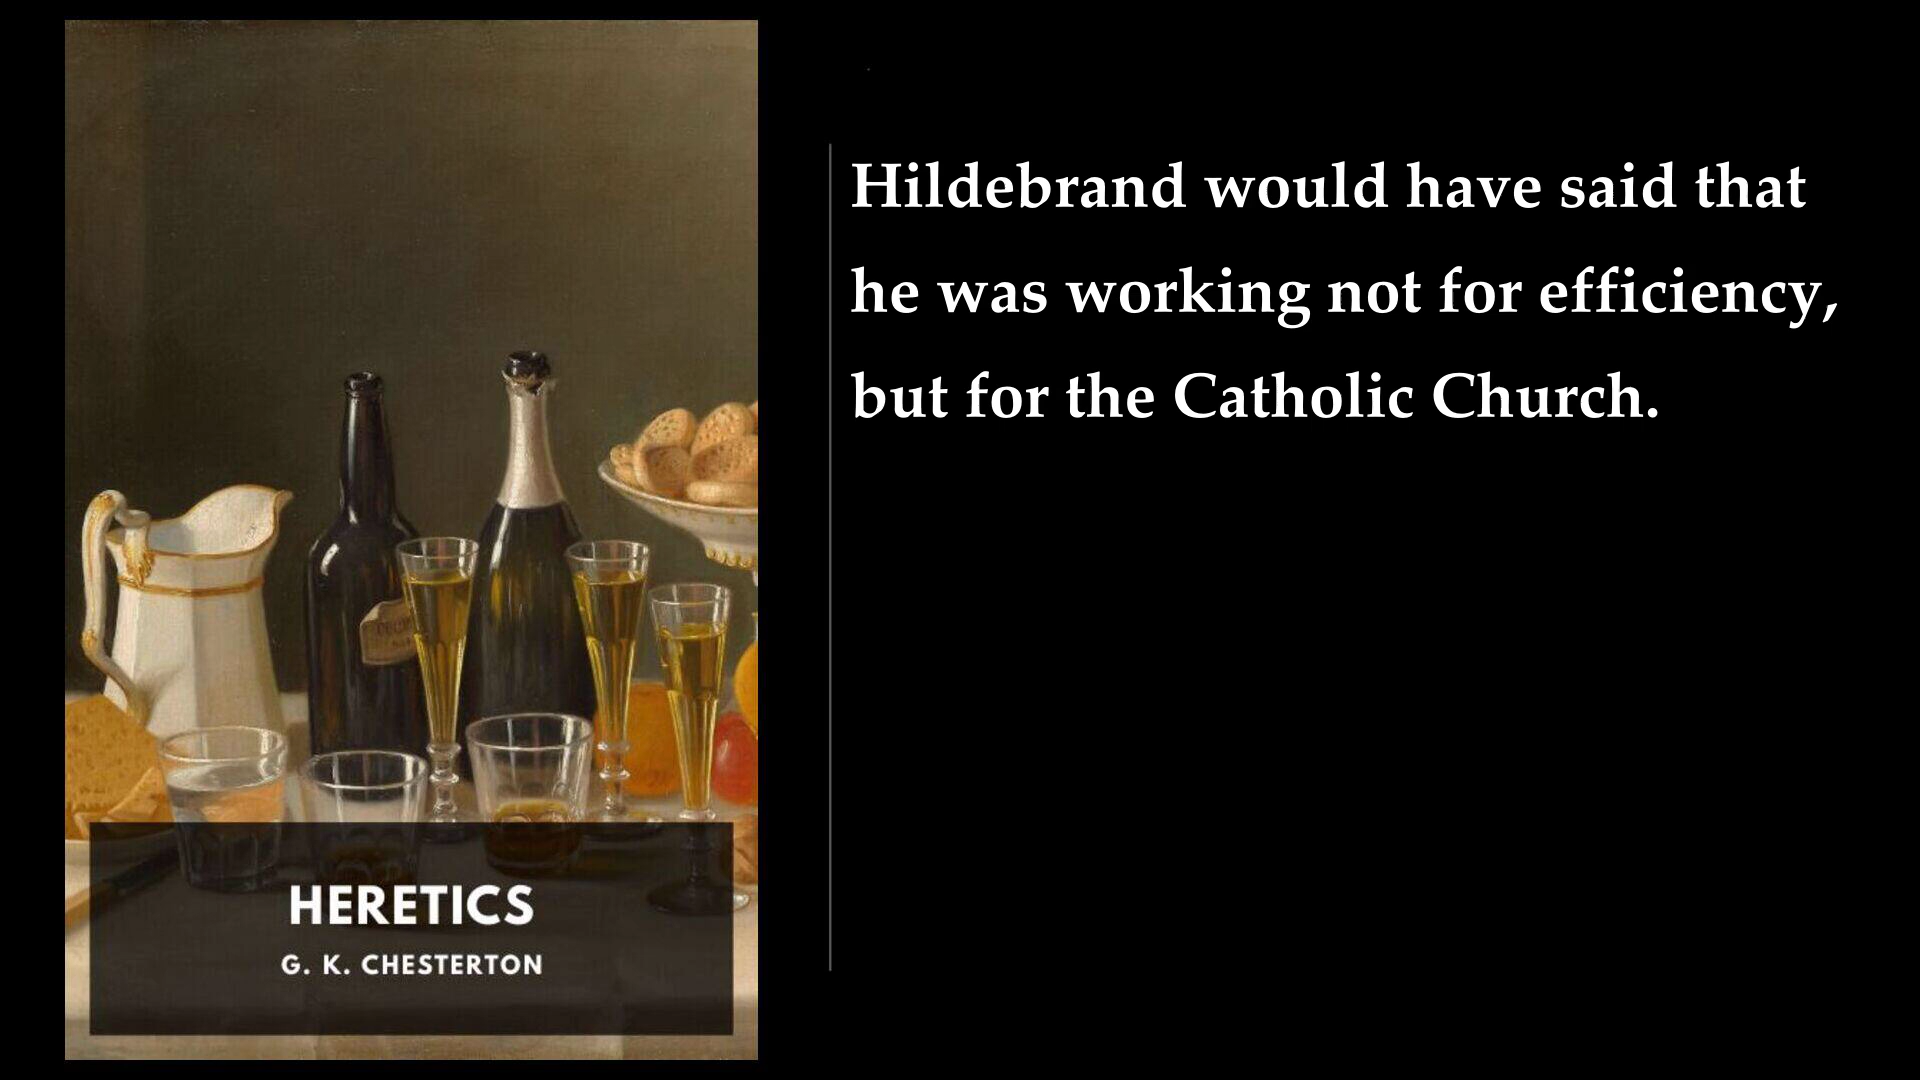 Hildebrand would have said that
he was working not for efficiency,
but for the Catholic Church.
HERETICS
G. K. CHESTERTON